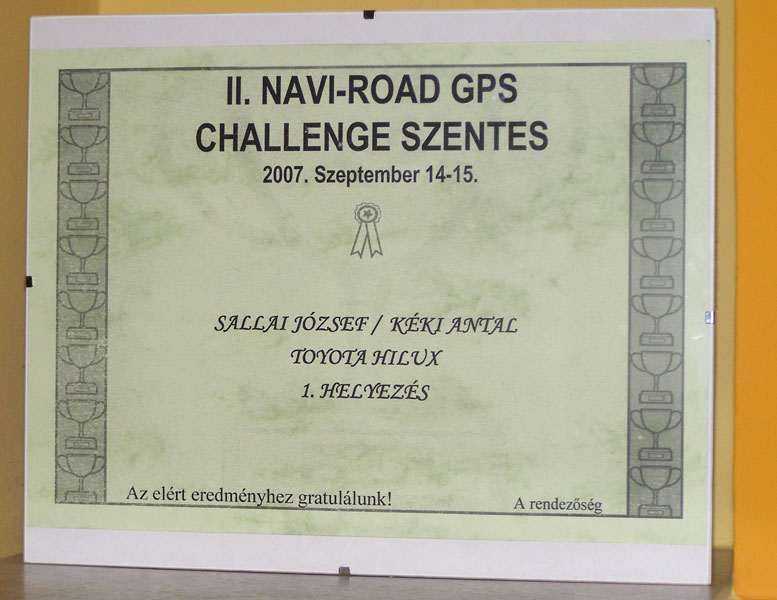 II. NAVI-ROAD GPS
CHALLENGE SZENTES
2007. Szeptember 14-15.
SALLAI JÓZSEF / KÉKI ANTAL
TOYOTA HILUX
1. HELYEZÉS
Az elért eredményhez gratulálunk!
A rendezőség